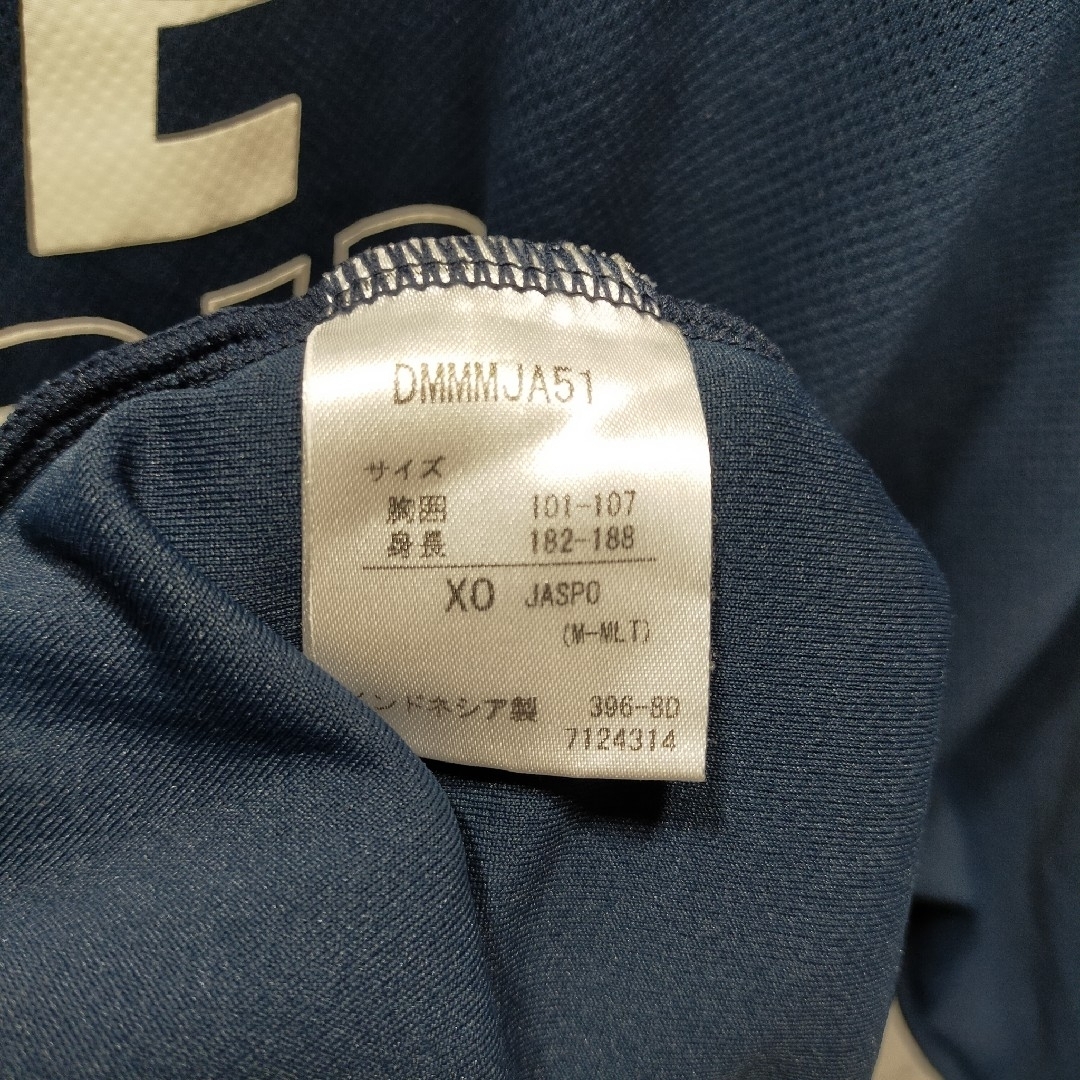 E
DMMMJA51
サイズ
胸囲 101-107
身長 182-188
XO JASPO
(M-MLT)
インドネシア製 396-8D
7124314